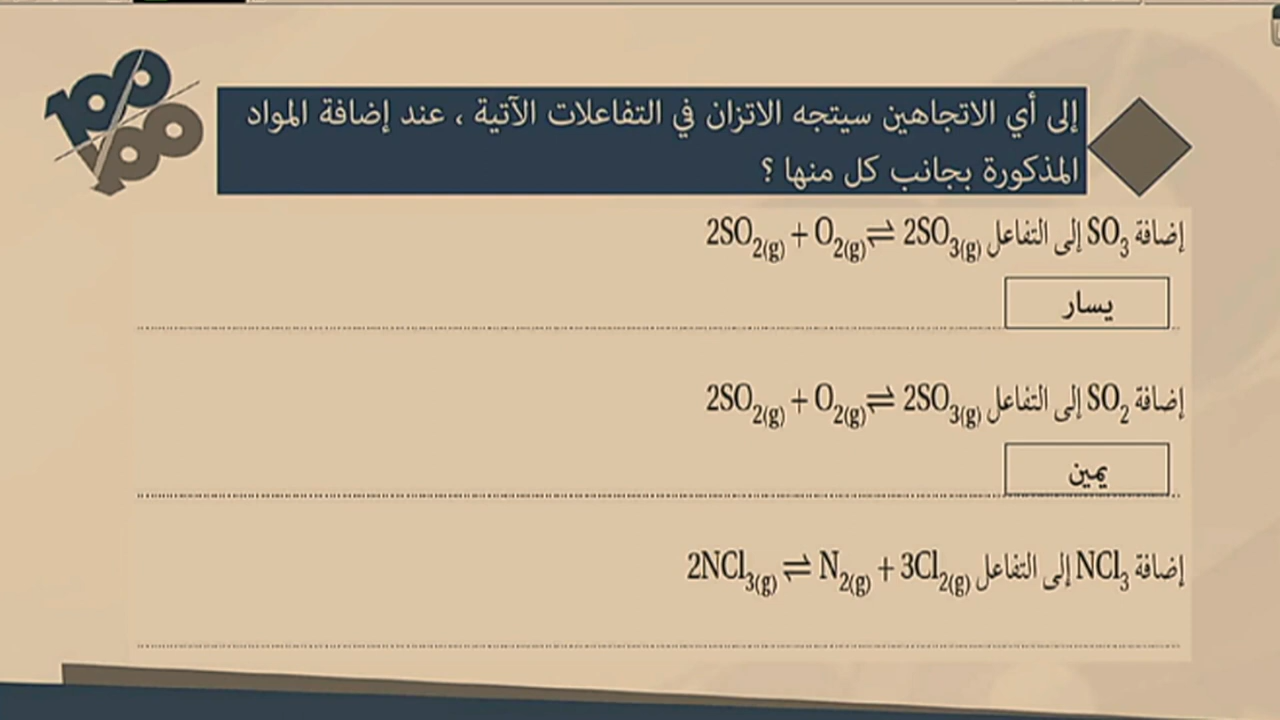 100
100
إلى أي الاتجاهين سيتجه الاتزان في التفاعلات الآتية ، عند إضافة المواد
المذكورة بجانب كل منها ؟
إضافة SO₃ إلى التفاعل 2SO₂(g) + O₂(g) ⇌ 2SO₃(g)
يسار
إضافة SO₂ إلى التفاعل 2SO₂(g) + O₂(g) ⇌ 2SO₃(g)
يمين
إضافة NCl₃ إلى التفاعل 2NCl₃(g) ⇌ N₂(g) + 3Cl₂(g)